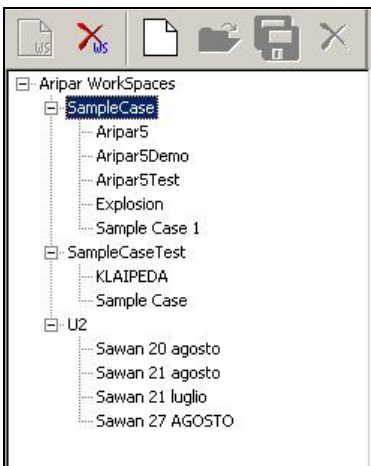 WS
WS
Aripar WorkSpaces
SampleCase
Aripar5
Aripar5Demo
Aripar5Test
Explosion
Sample Case 1
SampleCaseTest
KLAIPEDA
Sample Case
U2
Sawan 20 agosto
Sawan 21 agosto
Sawan 21 luglio
Sawan 27 AGOSTO